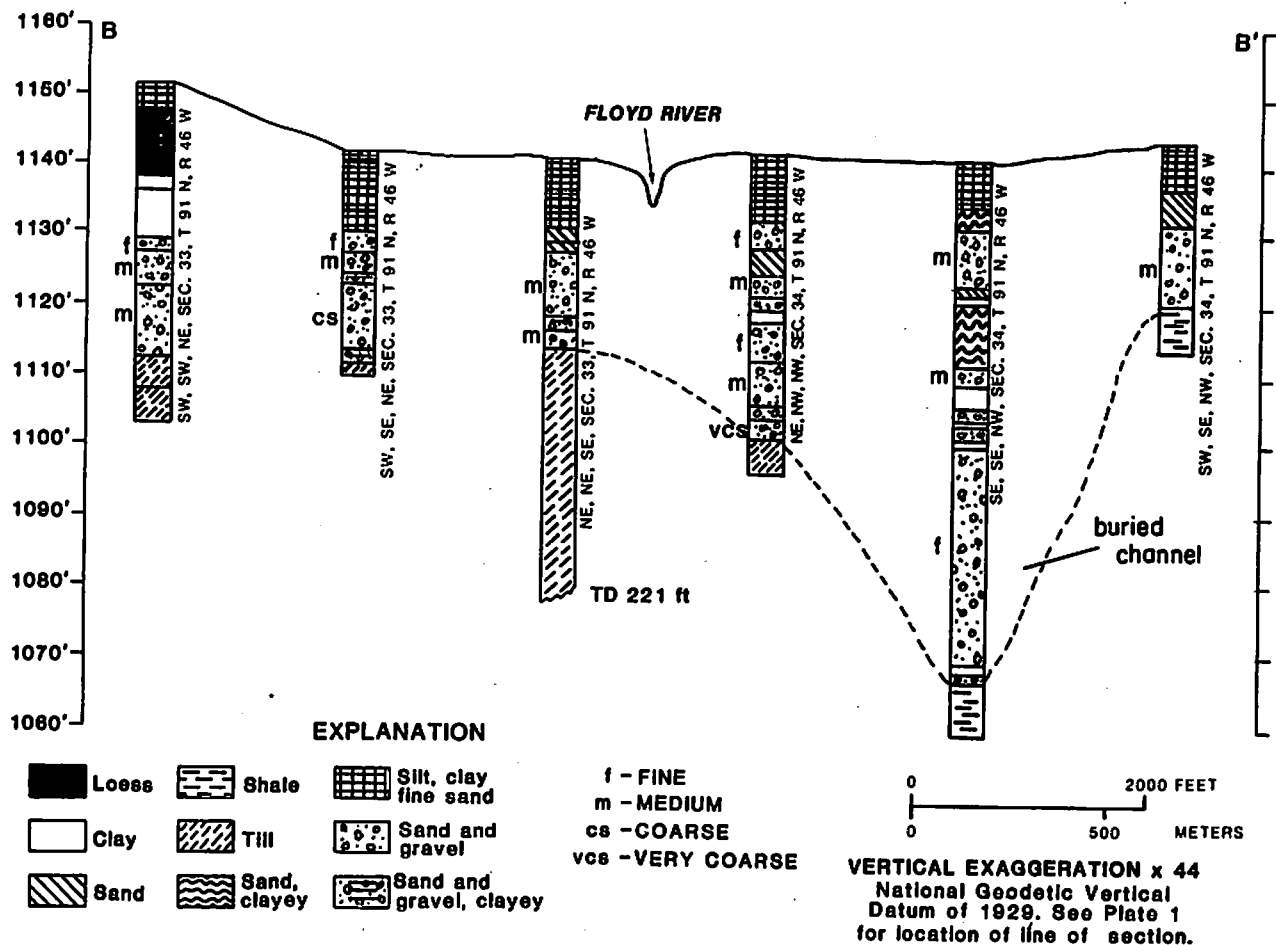 B
B'
1160'
1150'
1140'
1130'
1120'
1110'
1100'
1090'
1080'
1070'
1060'
FLOYD RIVER
f
m
m
SW, SW, NE, SEC. 33, T 91 N, R 46 W
f
m
cs
SW, SE, NE, SEC. 33, T 91 N, R 46 W
m
m
NE, NE, SE, SEC. 33, T 91 N, R 46 W
TD 221 ft
f
m
f
m
vcs
NE, NW, NW, SEC. 34, T 91 N, R 46 W
m
m
f
SE, SE, NW, SEC. 34, T 91 N, R 46 W
m
SW, SE, NW, SEC. 34, T 91 N, R 46 W
buried
channel
EXPLANATION
Loess
Shale
Silt, clay
fine sand
Clay
Till
Sand and
gravel
Sand
Sand,
clayey
Sand and
gravel, clayey
f – FINE
m – MEDIUM
cs – COARSE
vcs – VERY COARSE
0 2000 FEET
0 500 METERS
VERTICAL EXAGGERATION x 44
National Geodetic Vertical
Datum of 1929. See Plate 1
for location of line of section.